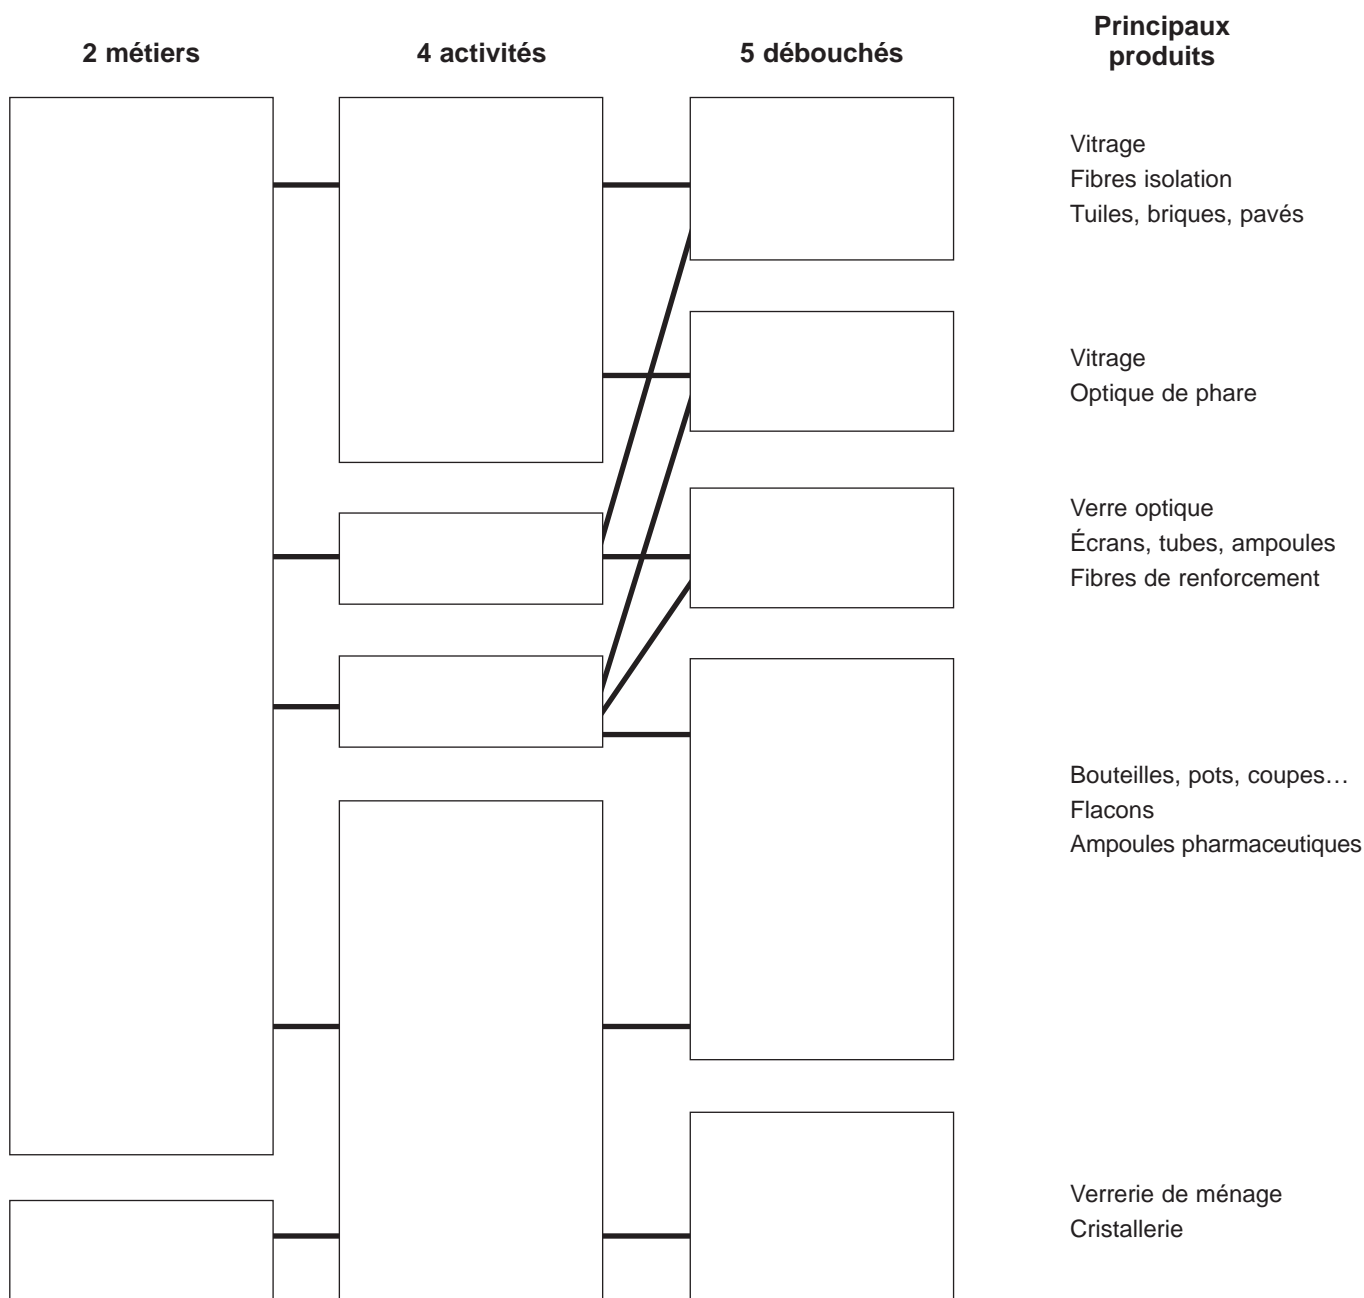 2 métiers
4 activités
5 débouchés
Principaux
produits
Vitrage
Fibres isolation
Tuiles, briques, pavés
Vitrage
Optique de phare
Verre optique
Écrans, tubes, ampoules
Fibres de renforcement
Bouteilles, pots, coupes…
Flacons
Ampoules pharmaceutiques
Verrerie de ménage
Cristallerie